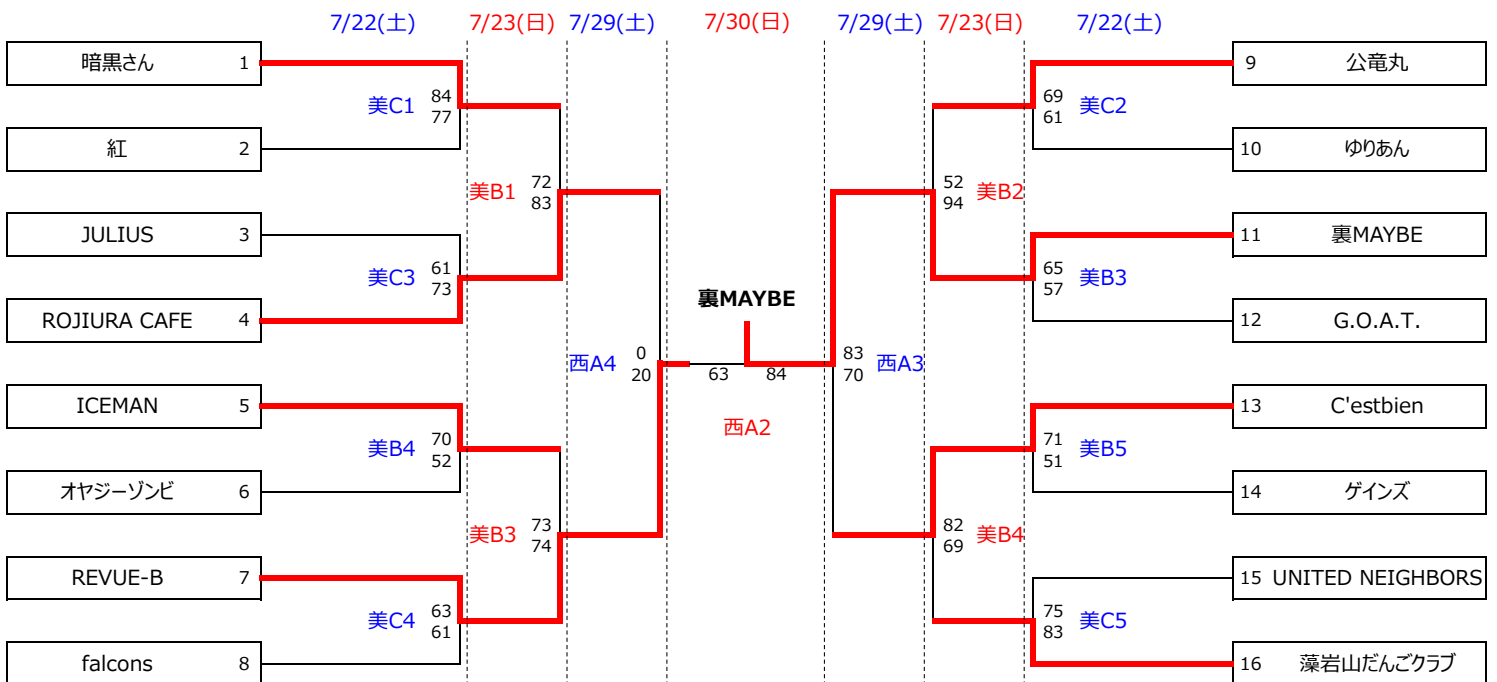 7/22(土) 7/23(日) 7/29(土) 7/30(日) 7/29(土) 7/23(日) 7/22(土)
暗黒さん 1
9 公竜丸
美C1 84
77
69 美C2
61
紅 2
10 ゆりあん
美B1 72
83
52 美B2
94
JULIUS 3
11 裏MAYBE
美C3 61
73
65 美B3
57
裏MAYBE
ROJIURA CAFE 4
12 G.O.A.T.
西A4 0
20
63 84
83 西A3
70
ICEMAN 5
13 C'estbien
西A2
美B4 70
52
71 美B5
51
オヤジーゾンビ 6
14 ゲインズ
美B3 73
74
82 美B4
69
REVUE-B 7
15 UNITED NEIGHBORS
美C4 63
61
75 美C5
83
falcons 8
16 藻岩山だんごクラブ